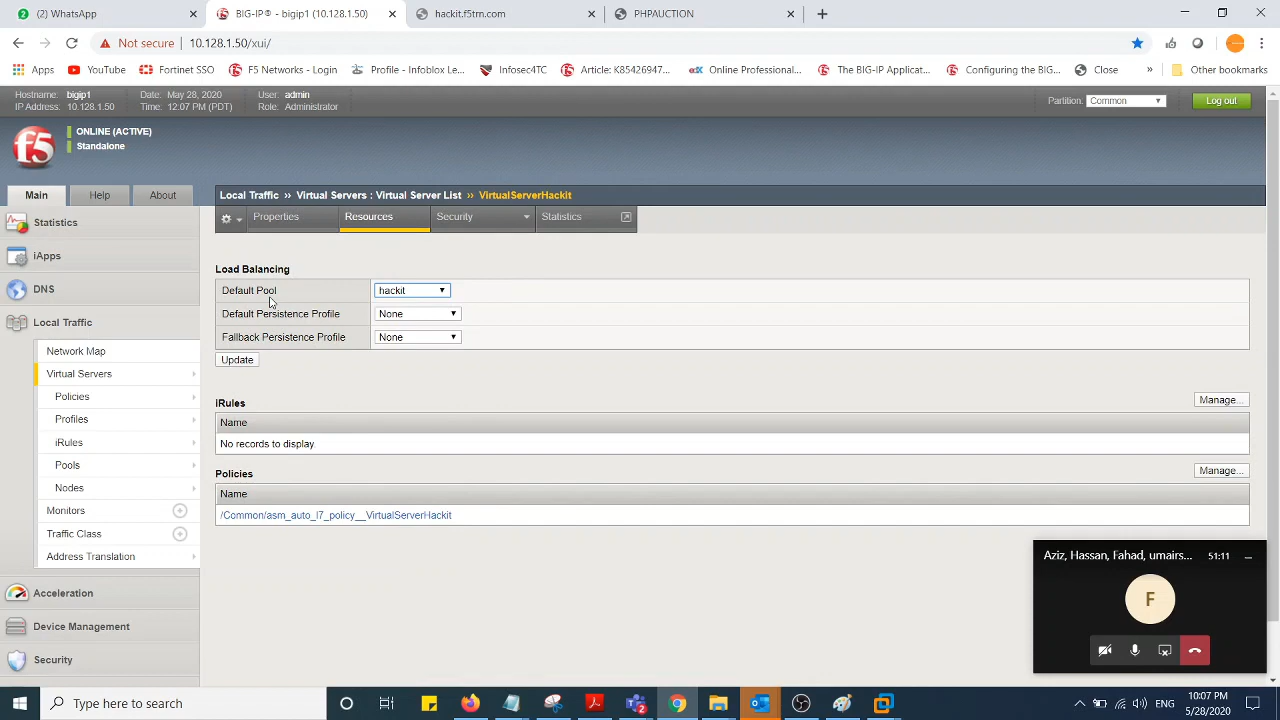 2
WhatsApp
BIG-IP® - bigip1 (10.128.1.50)
hackit.f5trn.com
PHPAUCTION
Not secure
10.128.1.50/xui/
Apps
YouTube
Fortinet SSO
F5 Networks - Login
Profile - Infoblox Le...
Intsec4TC
Article: K85426947...
Online Professional...
The BIG-IP Applicat...
Configuring the BIG...
Close
»
Other bookmarks
Hostname: bigip1
IP Address: 10.128.1.50
Date: May 28, 2020
Time: 12:07 PM (PDT)
User: admin
Role: Administrator
Partition: Common
Log out
f5
ONLINE (ACTIVE)
Standalone
Main
Help
About
Local Traffic » Virtual Servers : Virtual Server List » VirtualServerHackit
Statistics
iApps
DNS
Local Traffic
Network Map
Virtual Servers
Policies
Profiles
iRules
Pools
Nodes
Monitors
Traffic Class
Address Translation
Acceleration
Device Management
Security
Properties
Resources
Security
Statistics
Load Balancing
Default Pool
hackit
Default Persistence Profile
None
Fallback Persistence Profile
None
Update
IRules
Manage...
Name
No records to display.
Policies
Manage...
Name
/Common/asm_auto_l7_policy__VirtualServerHackit
Aziz, Hassan, Fahad, umairs...
51:11
F
Type here to search
2
10:07 PM
5/28/2020